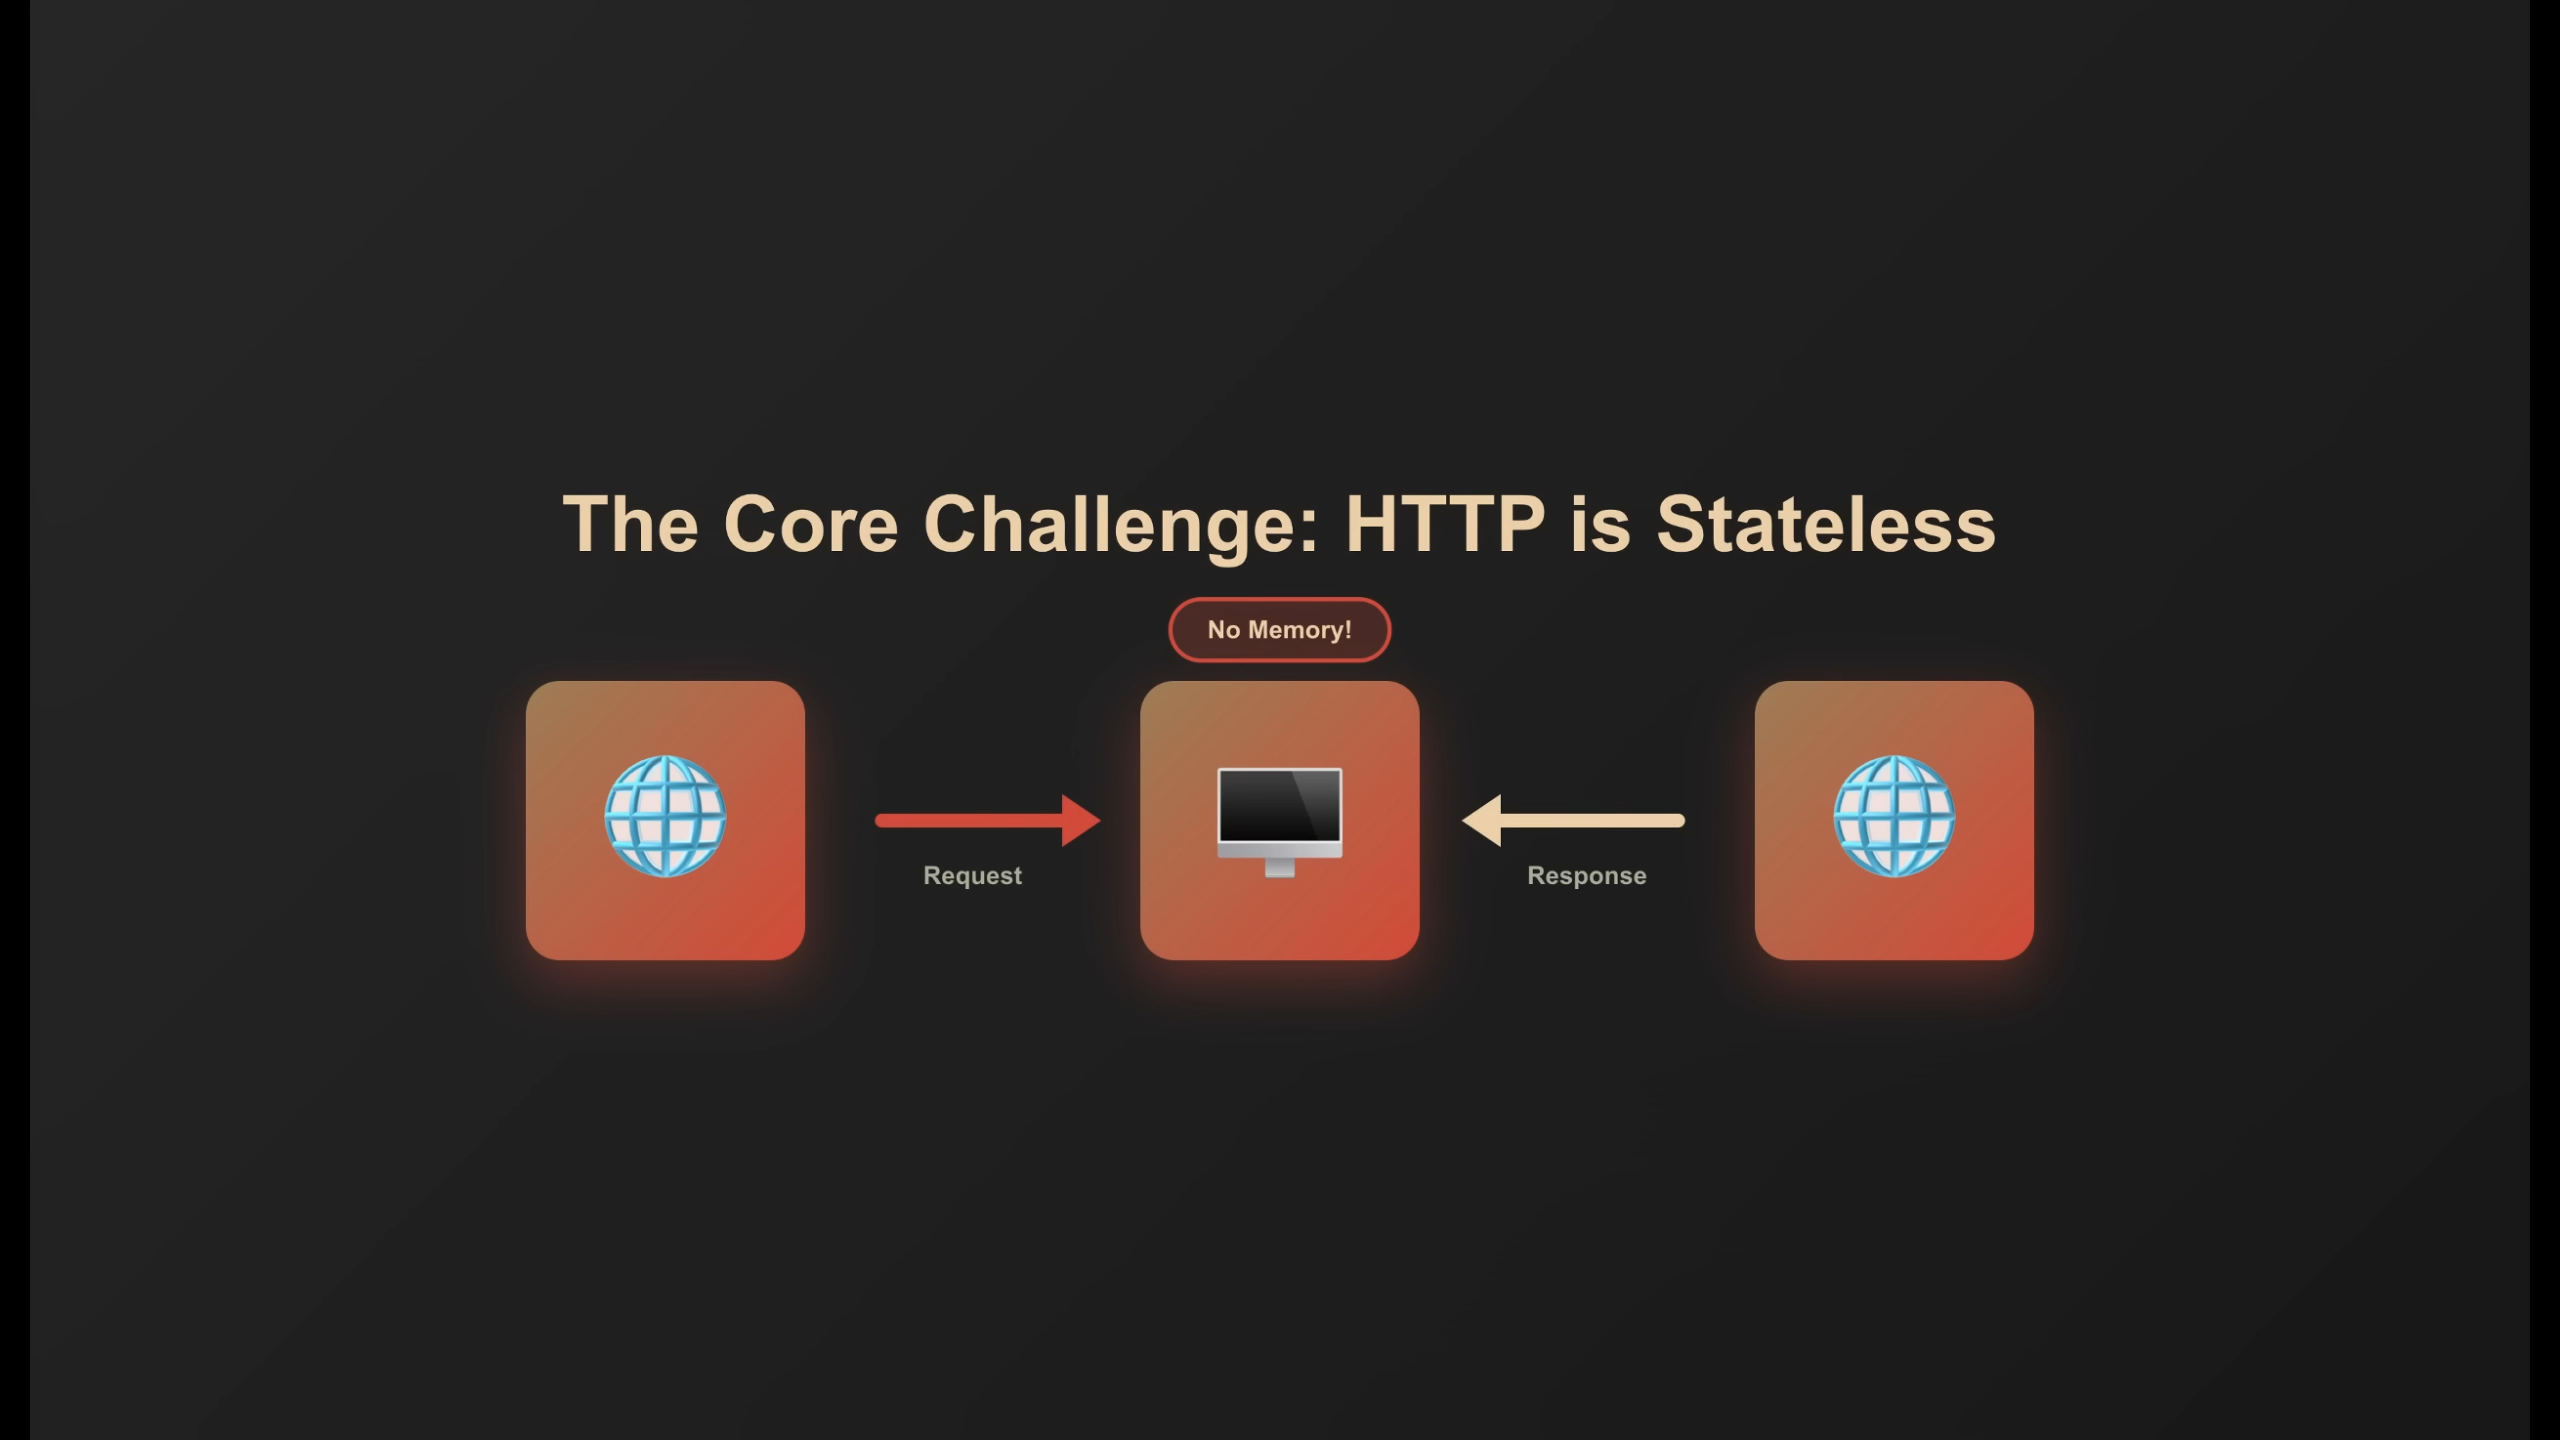 The Core Challenge: HTTP is Stateless
No Memory!
Request
Response